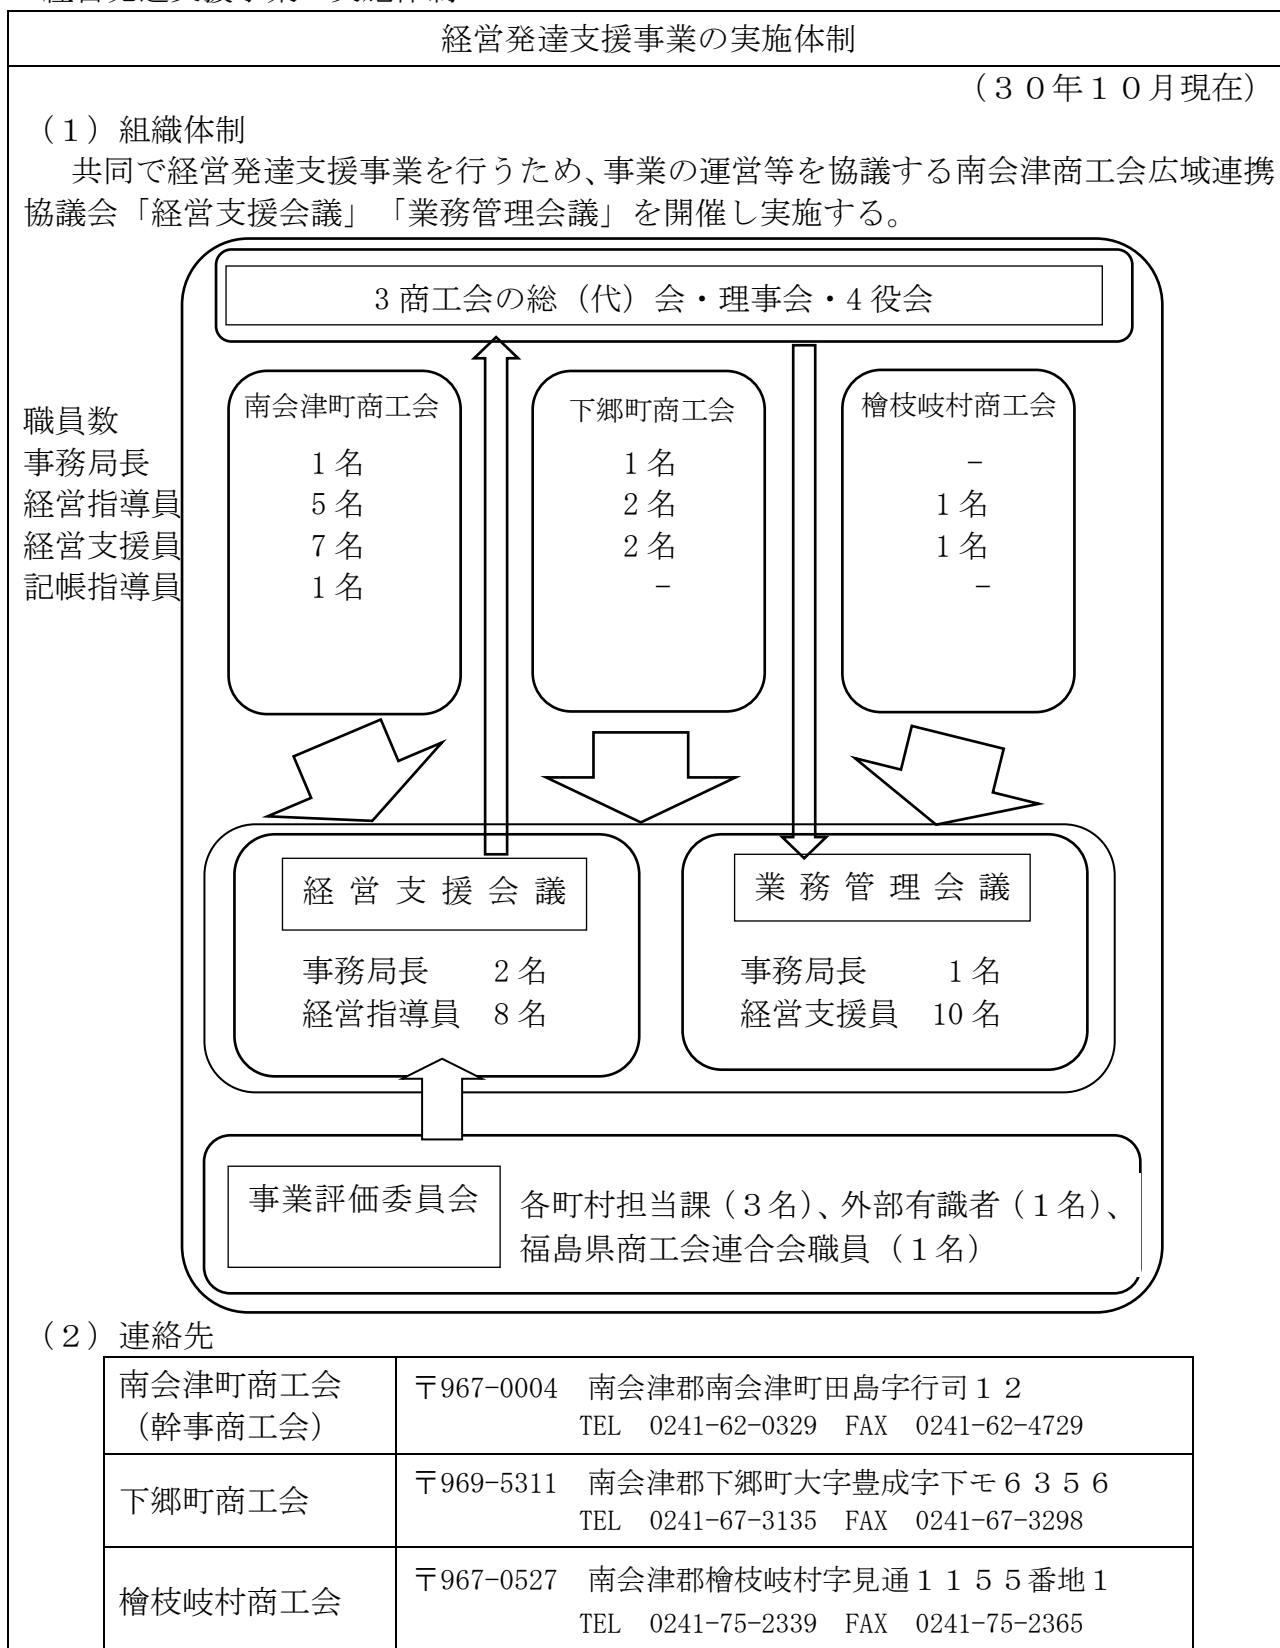 経営発達支援事業の実施体制
（３０年１０月現在）
（１）組織体制
共同で経営発達支援事業を行うため、事業の運営等を協議する南会津商工会広域連携
協議会「経営支援会議」「業務管理会議」を開催し実施する。
3 商工会の総（代）会・理事会・4 役会
南会津町商工会 下郷町商工会 檜枝岐村商工会
職員数
事務局長 1 名 1 名 －
経営指導員 5 名 2 名 1 名
経営支援員 7 名 2 名 1 名
記帳指導員 1 名 － －
経営支援会議 業務管理会議
事務局長 2 名 事務局長 1 名
経営指導員 8 名 経営支援員 10 名
事業評価委員会 各町村担当課（３名）、外部有識者（１名）、
福島県商工会連合会職員（１名）
（２）連絡先
南会津町商工会 〒967-0004 南会津郡南会津町田島字行司１２
（幹事商工会） TEL 0241-62-0329 FAX 0241-62-4729
下郷町商工会 〒969-5311 南会津郡下郷町大字豊成字下モ６３５６
TEL 0241-67-3135 FAX 0241-67-3298
檜枝岐村商工会 〒967-0527 南会津郡檜枝岐村字見通１１５５番地１
TEL 0241-75-2339 FAX 0241-75-2365